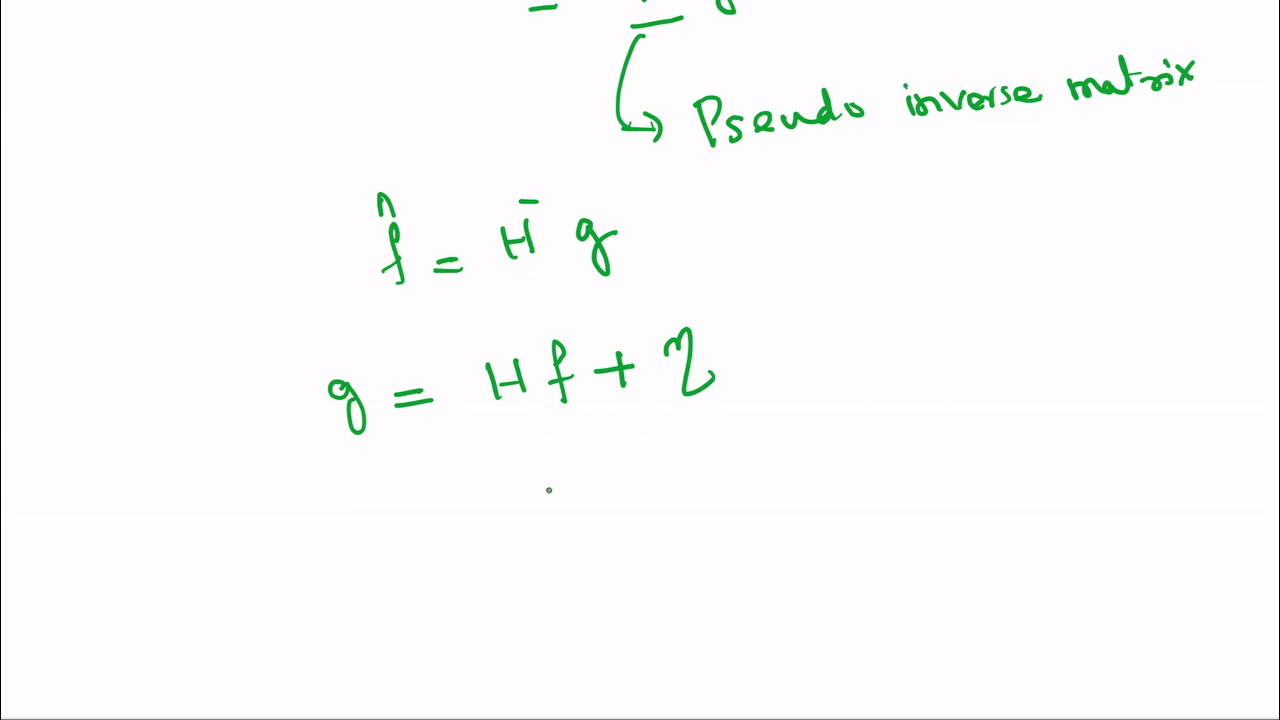 Pseudo inverse matrix
f̂ = H⁻ g
g = Hf + η